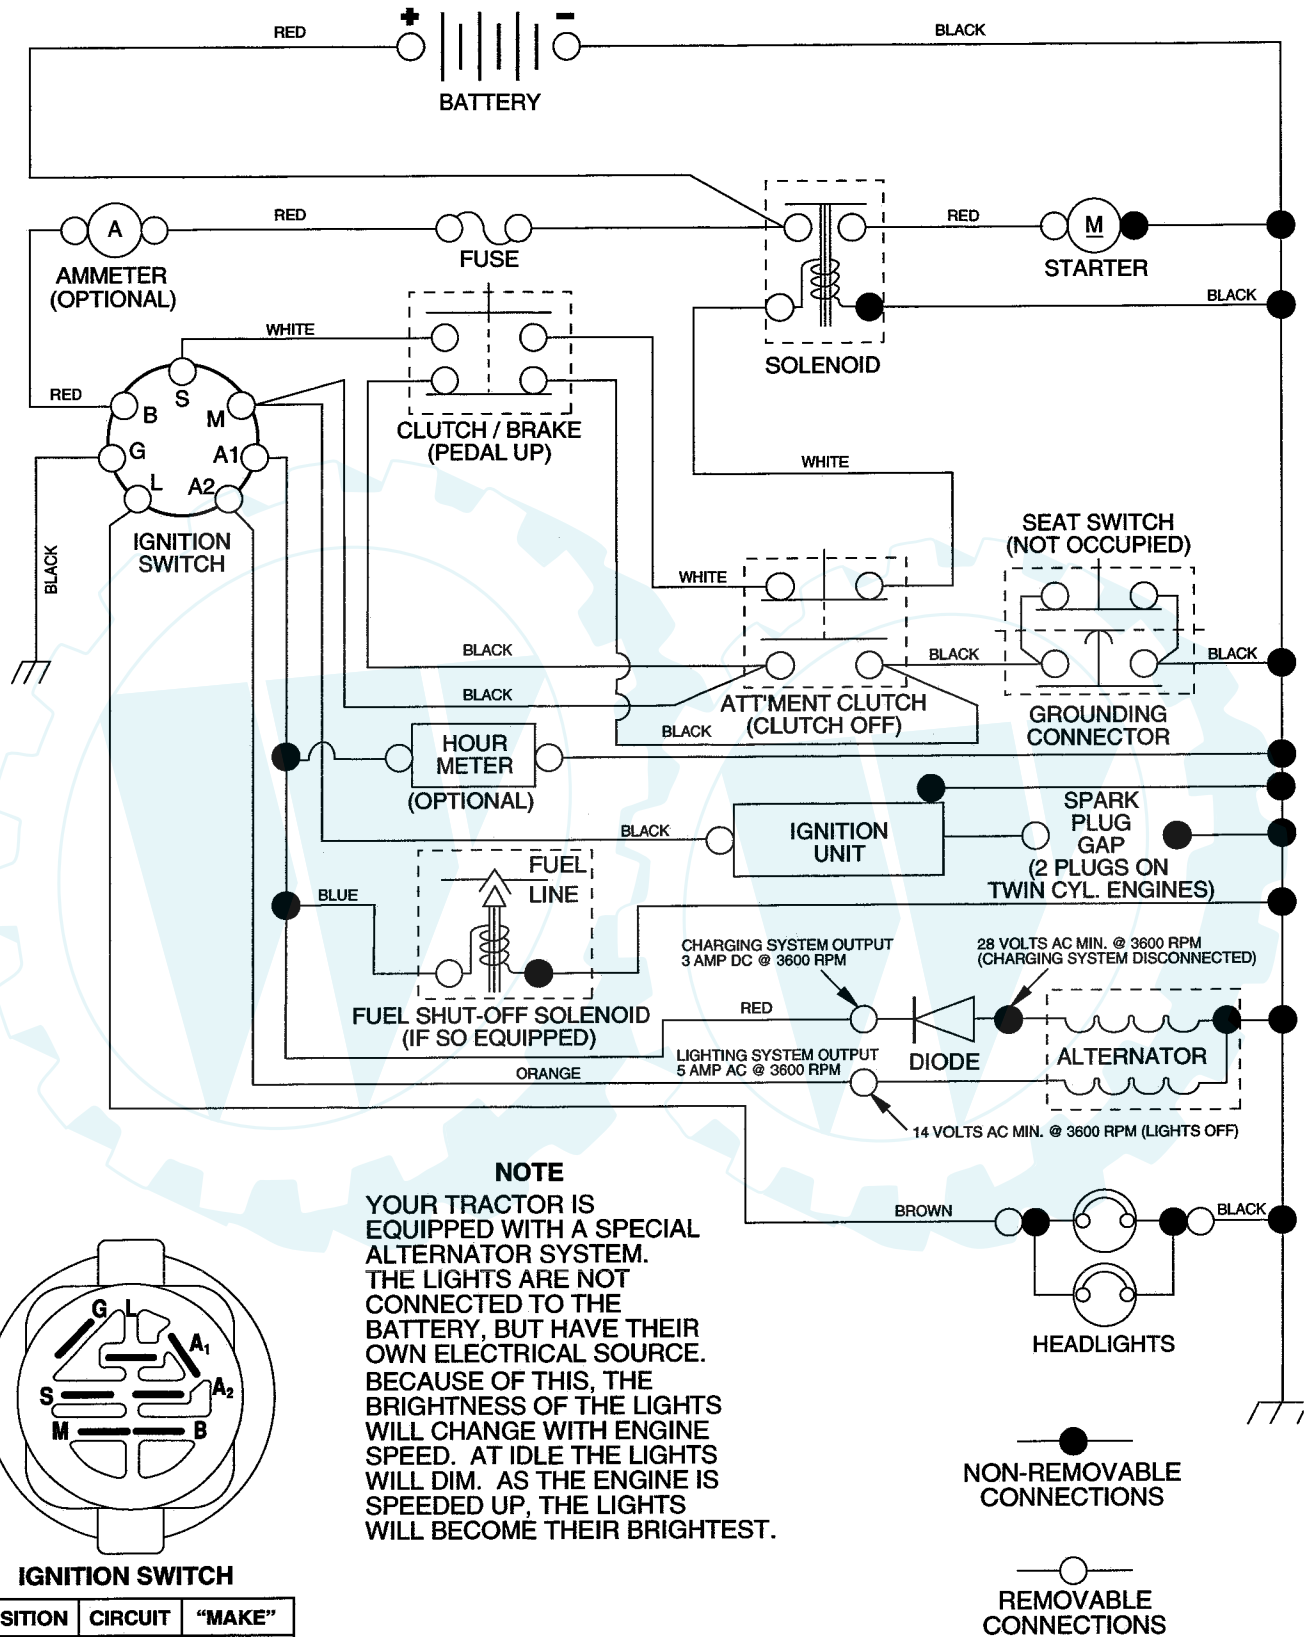 + -
RED
BLACK
BATTERY
RED
RED
BLACK
A
M
FUSE
STARTER
AMMETER
(OPTIONAL)
WHITE
SOLENOID
RED
S
B
M
G
A1
L
A2
CLUTCH / BRAKE
(PEDAL UP)
WHITE
IGNITION
SWITCH
BLACK
SEAT SWITCH
(NOT OCCUPIED)
WHITE
BLACK
BLACK
BLACK
BLACK
BLACK
ATT'MENT CLUTCH
(CLUTCH OFF)
GROUNDING
CONNECTOR
HOUR
METER
(OPTIONAL)
BLACK
IGNITION
UNIT
SPARK
PLUG
GAP
(2 PLUGS ON
TWIN CYL. ENGINES)
BLUE
FUEL
LINE
FUEL SHUT-OFF SOLENOID
(IF SO EQUIPPED)
CHARGING SYSTEM OUTPUT
3 AMP DC @ 3600 RPM
28 VOLTS AC MIN. @ 3600 RPM
(CHARGING SYSTEM DISCONNECTED)
RED
DIODE
ALTERNATOR
LIGHTING SYSTEM OUTPUT
5 AMP AC @ 3600 RPM
ORANGE
14 VOLTS AC MIN. @ 3600 RPM (LIGHTS OFF)
NOTE
YOUR TRACTOR IS
EQUIPPED WITH A SPECIAL
ALTERNATOR SYSTEM.
THE LIGHTS ARE NOT
CONNECTED TO THE
BATTERY, BUT HAVE THEIR
OWN ELECTRICAL SOURCE.
BECAUSE OF THIS, THE
BRIGHTNESS OF THE LIGHTS
WILL CHANGE WITH ENGINE
SPEED. AT IDLE THE LIGHTS
WILL DIM. AS THE ENGINE IS
SPEEDED UP, THE LIGHTS
WILL BECOME THEIR BRIGHTEST.
BROWN
BLACK
HEADLIGHTS
G L
A1
S
A2
M
B
IGNITION SWITCH
SITION CIRCUIT "MAKE"
NON-REMOVABLE
CONNECTIONS
REMOVABLE
CONNECTIONS